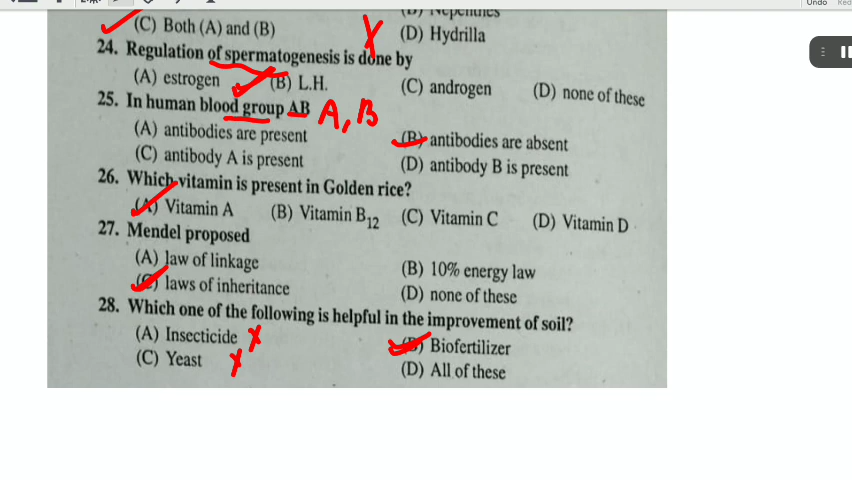 Undo Red
(D) Nepenthes
(C) Both (A) and (B)
(D) Hydrilla
24. Regulation of spermatogenesis is done by
(A) estrogen (B) L.H. (C) androgen (D) none of these
25. In human blood group AB A, B
(A) antibodies are present (B) antibodies are absent
(C) antibody A is present (D) antibody B is present
26. Which vitamin is present in Golden rice?
(A) Vitamin A (B) Vitamin B12 (C) Vitamin C (D) Vitamin D
27. Mendel proposed
(A) law of linkage (B) 10% energy law
(C) laws of inheritance (D) none of these
28. Which one of the following is helpful in the improvement of soil?
(A) Insecticide (B) Biofertilizer
(C) Yeast (D) All of these